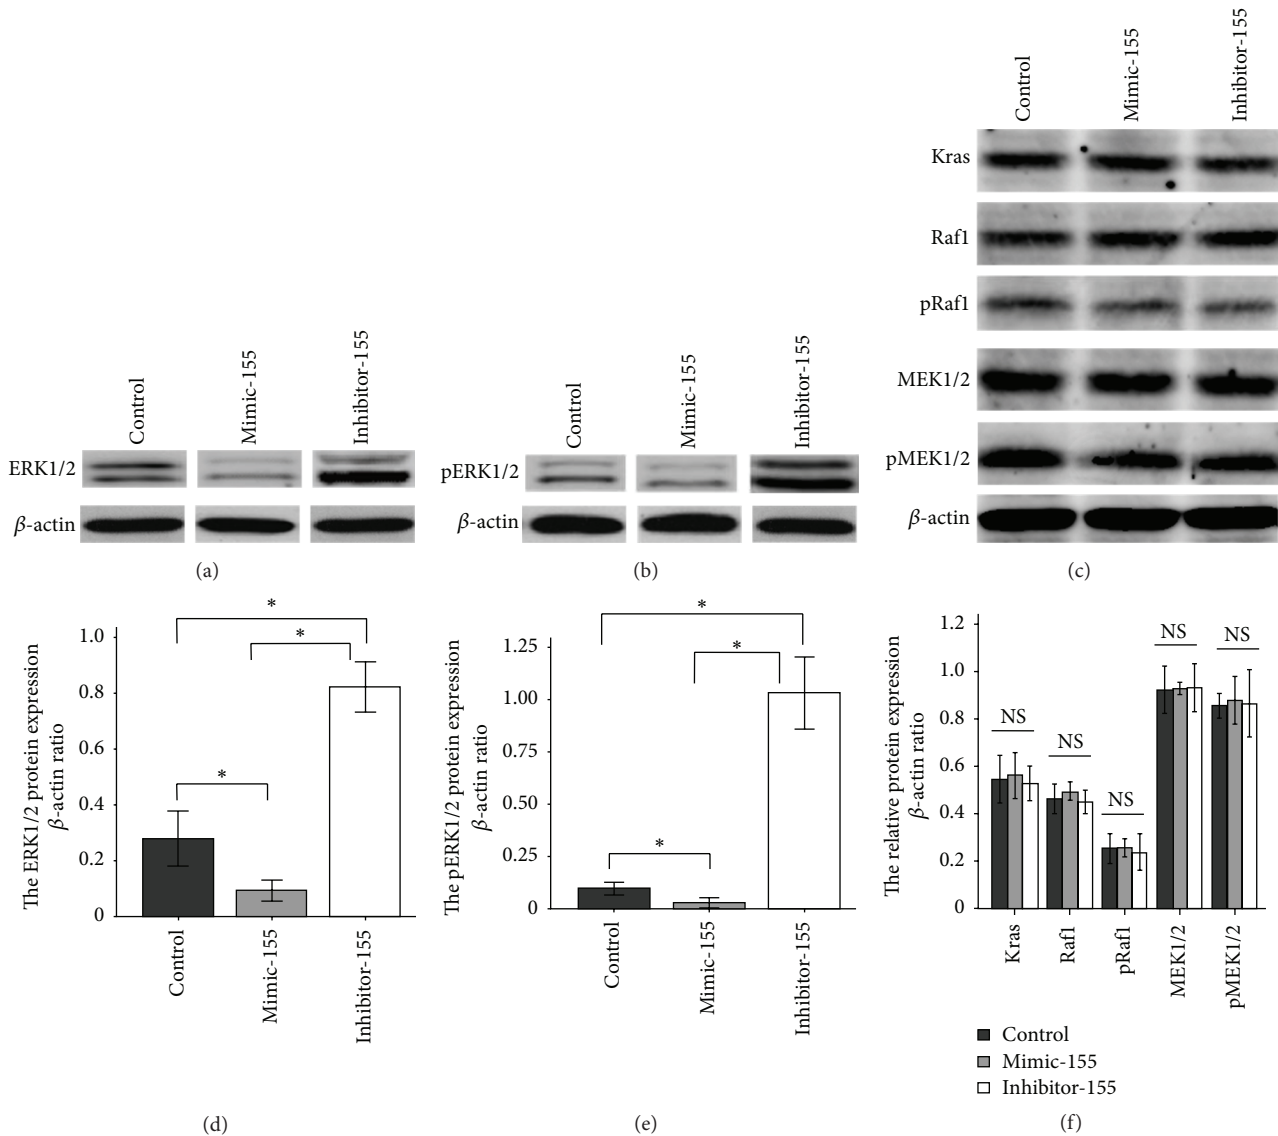 Control
Mimic-155
Inhibitor-155
ERK1/2
β-actin
(a)
Control
Mimic-155
Inhibitor-155
pERK1/2
β-actin
(b)
Control
Mimic-155
Inhibitor-155
Kras
Raf1
pRaf1
MEK1/2
pMEK1/2
β-actin
(c)
The ERK1/2 protein expression
β-actin ratio
1.0
0.8
0.6
0.4
0.2
0
*
*
*
Control
Mimic-155
Inhibitor-155
(d)
The pERK1/2 protein expression
β-actin ratio
1.25
1.00
0.75
0.50
0.25
0
*
*
*
Control
Mimic-155
Inhibitor-155
(e)
The relative protein expression
β-actin ratio
1.2
1.0
0.8
0.6
0.4
0.2
0
NS
NS
NS
NS
NS
Kras
Raf1
pRaf1
MEK1/2
pMEK1/2
Control
Mimic-155
Inhibitor-155
(f)